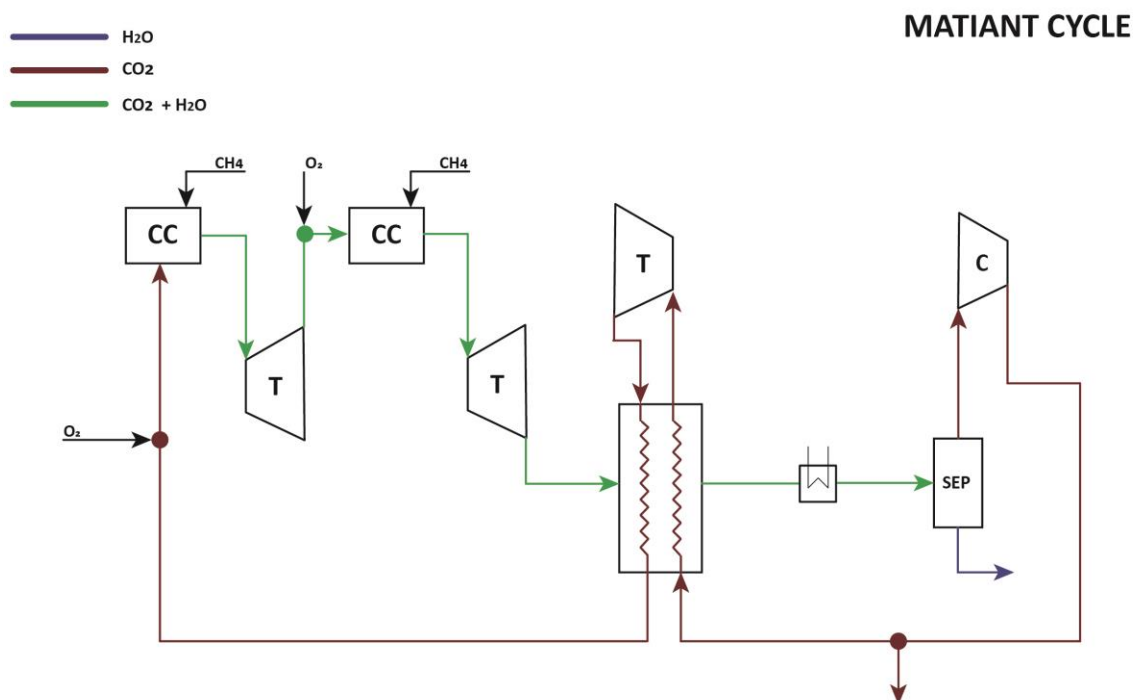 MATIANT CYCLE
H₂O
CO₂
CO₂ + H₂O
CH₄
O₂
CH₄
CC
CC
T
C
T
T
O₂
SEP